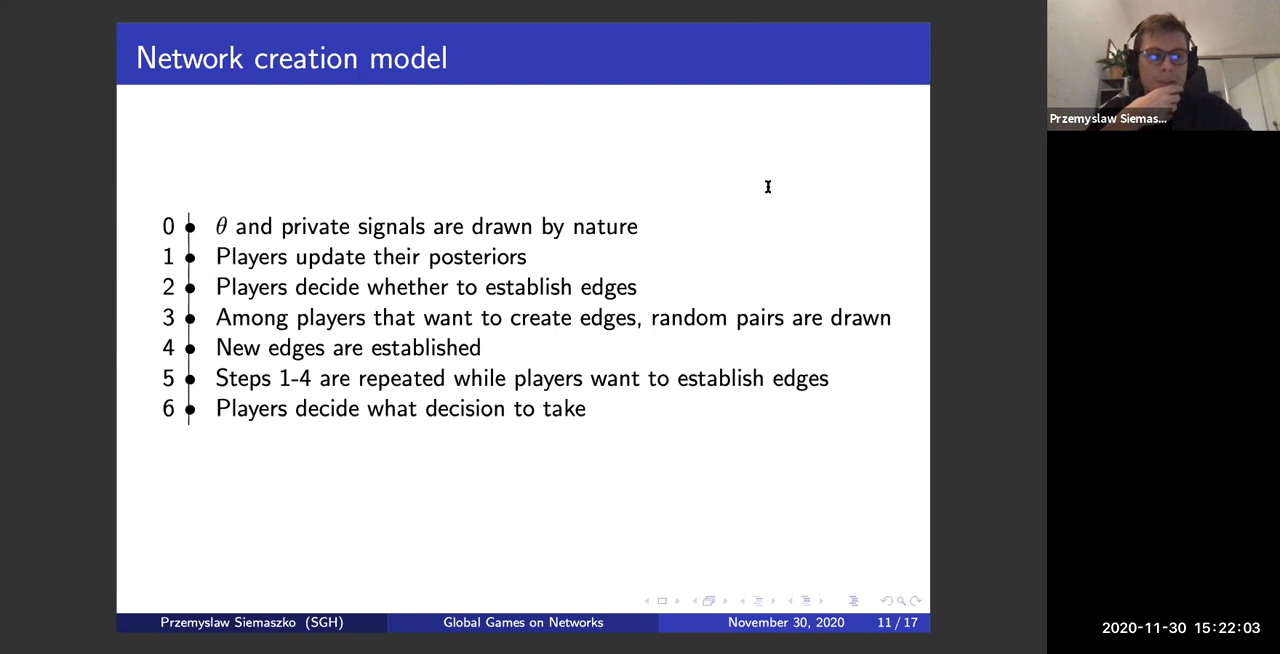 Network creation model
Przemyslaw Siemas...
0 θ and private signals are drawn by nature
1 Players update their posteriors
2 Players decide whether to establish edges
3 Among players that want to create edges, random pairs are drawn
4 New edges are established
5 Steps 1-4 are repeated while players want to establish edges
6 Players decide what decision to take
Przemyslaw Siemaszko (SGH) Global Games on Networks November 30, 2020 11 / 17
2020-11-30 15:22:03